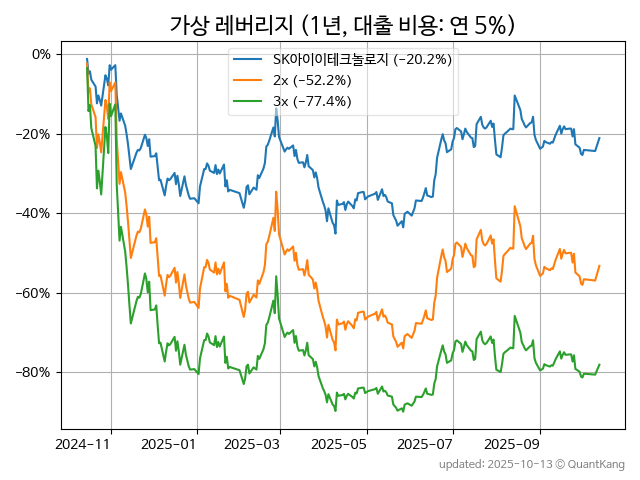 가상 레버리지 (1년, 대출 비용: 연 5%)
SK아이이테크놀로지 (−20.2%)
2x (−52.2%)
3x (−77.4%)
0%
−20%
−40%
−60%
−80%
2024−11 2025−01 2025−03 2025−05 2025−07 2025−09
updated: 2025-10-13 © QuantKang